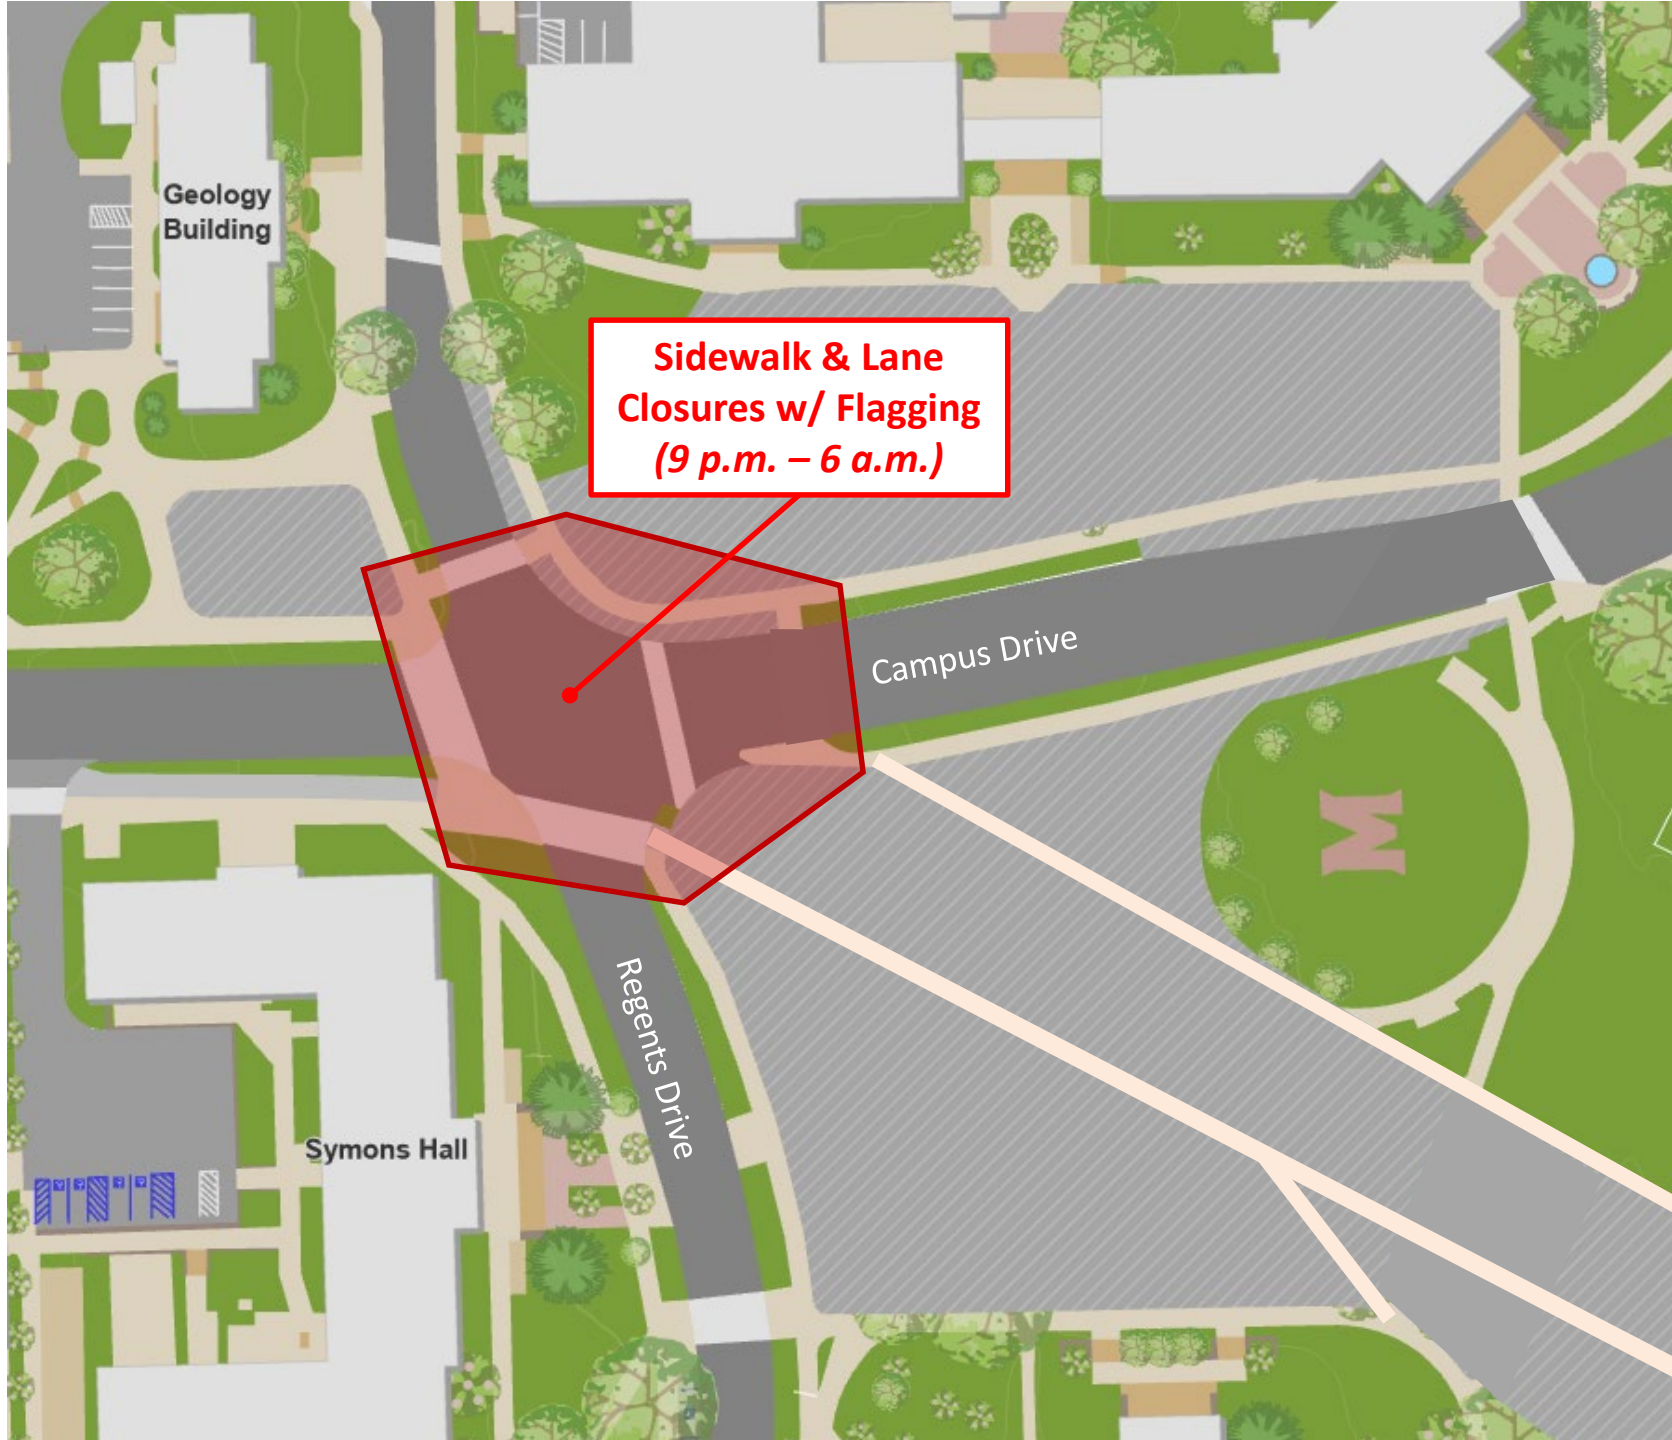 Geology
Building
Sidewalk & Lane
Closures w/ Flagging
(9 p.m. – 6 a.m.)
Campus Drive
M
Regents Drive
Symons Hall